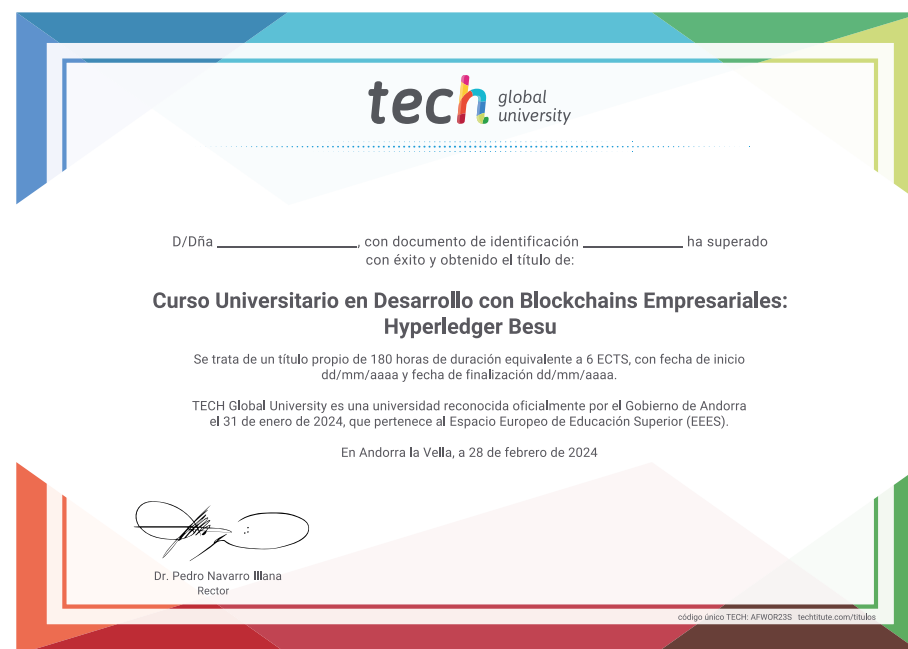 tech global
university
D/Dña ____________, con documento de identificación ____________ ha superado
con éxito y obtenido el título de:
Curso Universitario en Desarrollo con Blockchains Empresariales:
Hyperledger Besu
Se trata de un título propio de 180 horas de duración equivalente a 6 ECTS, con fecha de inicio
dd/mm/aaaa y fecha de finalización dd/mm/aaaa.
TECH Global University es una universidad reconocida oficialmente por el Gobierno de Andorra
el 31 de enero de 2024, que pertenece al Espacio Europeo de Educación Superior (EEES).
En Andorra la Vella, a 28 de febrero de 2024
Dr. Pedro Navarro Illana
Rector
código único TECH: AFWOR23S techtitute.com/titulos